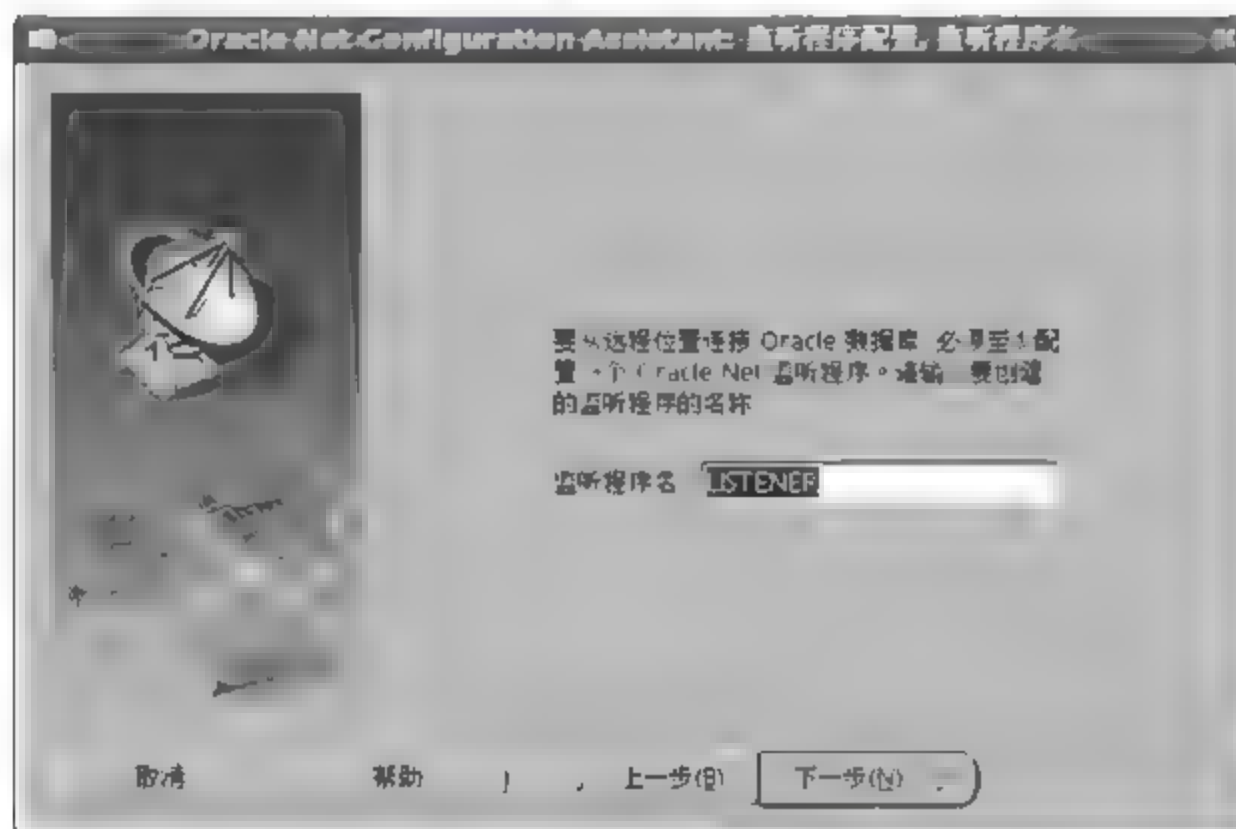 Oracle Net Configuration Assistant: 监听程序配置, 监听程序名
要从远程位置连接 Oracle 数据库 必须至少配
置一个 Oracle Net 监听程序。请输 要创建
的监听程序的名称
监听程序名 LISTENER
取消 帮助 上一步(B) 下一步(N)